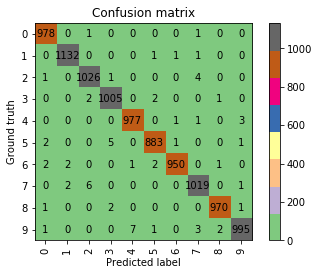 Confusion matrix
0 978 0 1 0 0 0 0 1 0 0
1 0 1132 0 0 0 1 1 1 0 0
2 1 0 1026 1 0 0 0 4 0 0
3 0 0 2 1005 0 2 0 0 1 0
4 0 0 0 0 977 0 1 1 0 3
5 2 0 0 5 0 883 1 0 0 1
6 2 2 0 0 1 2 950 0 1 0
7 0 2 6 0 0 0 0 1019 0 1
8 1 0 0 2 0 0 0 0 970 1
9 1 0 0 0 7 1 0 3 2 995
0 1 2 3 4 5 6 7 8 9
Predicted label
Ground truth
1000
800
600
400
200
0